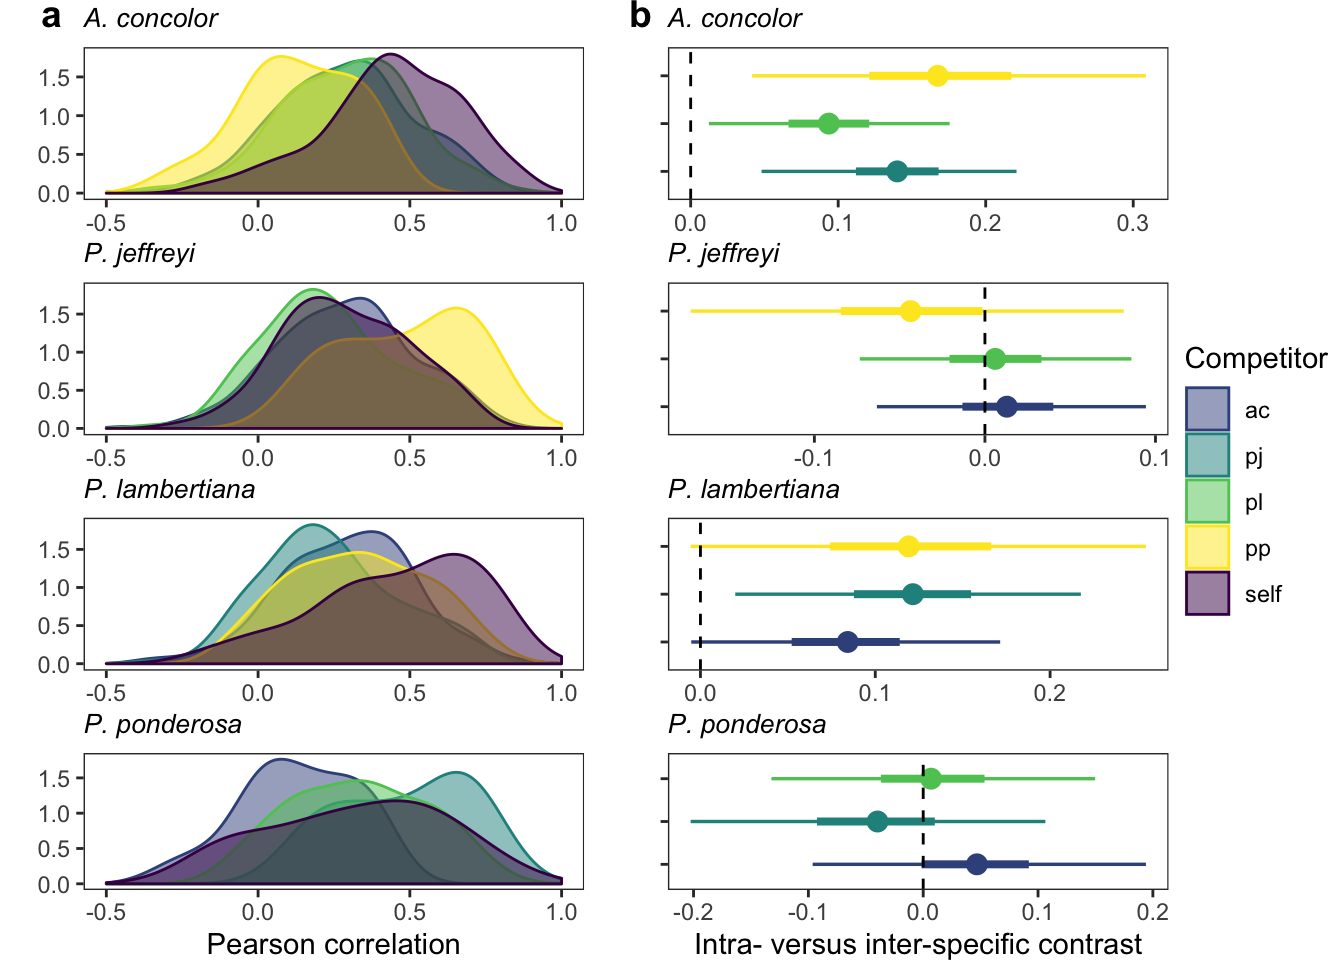 a A. concolor
1.5
1.0
0.5
0.0
-0.5 0.0 0.5 1.0
P. jeffreyi
1.5
1.0
0.5
0.0
-0.5 0.0 0.5 1.0
P. lambertiana
1.5
1.0
0.5
0.0
-0.5 0.0 0.5 1.0
P. ponderosa
1.5
1.0
0.5
0.0
-0.5 0.0 0.5 1.0
Pearson correlation
b A. concolor
0.0 0.1 0.2 0.3
P. jeffreyi
-0.1 0.0 0.1
P. lambertiana
0.0 0.1 0.2
P. ponderosa
-0.2 -0.1 0.0 0.1 0.2
Intra- versus inter-specific contrast
Competitor
ac
pj
pl
pp
self